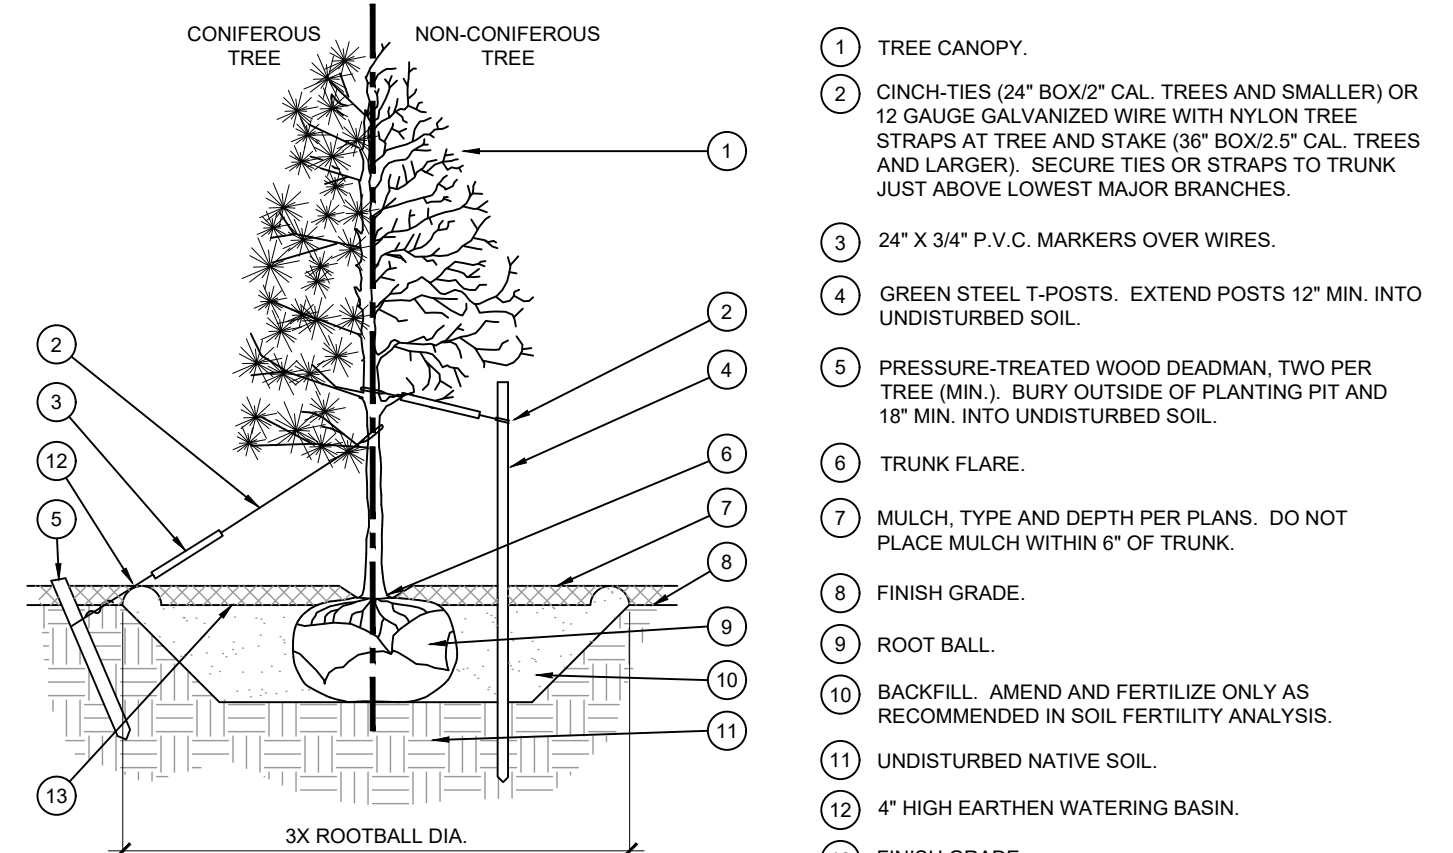 CONIFEROUS
TREE
NON-CONIFEROUS
TREE
1
2
4
6
7
8
9
10
11
2
3
12
5
13
3X ROOTBALL DIA.
1 TREE CANOPY.
2 CINCH-TIES (24" BOX/2" CAL. TREES AND SMALLER) OR
12 GAUGE GALVANIZED WIRE WITH NYLON TREE
STRAPS AT TREE AND STAKE (36" BOX/2.5" CAL. TREES
AND LARGER). SECURE TIES OR STRAPS TO TRUNK
JUST ABOVE LOWEST MAJOR BRANCHES.
3 24" X 3/4" P.V.C. MARKERS OVER WIRES.
4 GREEN STEEL T-POSTS. EXTEND POSTS 12" MIN. INTO
UNDISTURBED SOIL.
5 PRESSURE-TREATED WOOD DEADMAN, TWO PER
TREE (MIN.). BURY OUTSIDE OF PLANTING PIT AND
18" MIN. INTO UNDISTURBED SOIL.
6 TRUNK FLARE.
7 MULCH, TYPE AND DEPTH PER PLANS. DO NOT
PLACE MULCH WITHIN 6" OF TRUNK.
8 FINISH GRADE.
9 ROOT BALL.
10 BACKFILL. AMEND AND FERTILIZE ONLY AS
RECOMMENDED IN SOIL FERTILITY ANALYSIS.
11 UNDISTURBED NATIVE SOIL.
12 4" HIGH EARTHEN WATERING BASIN.